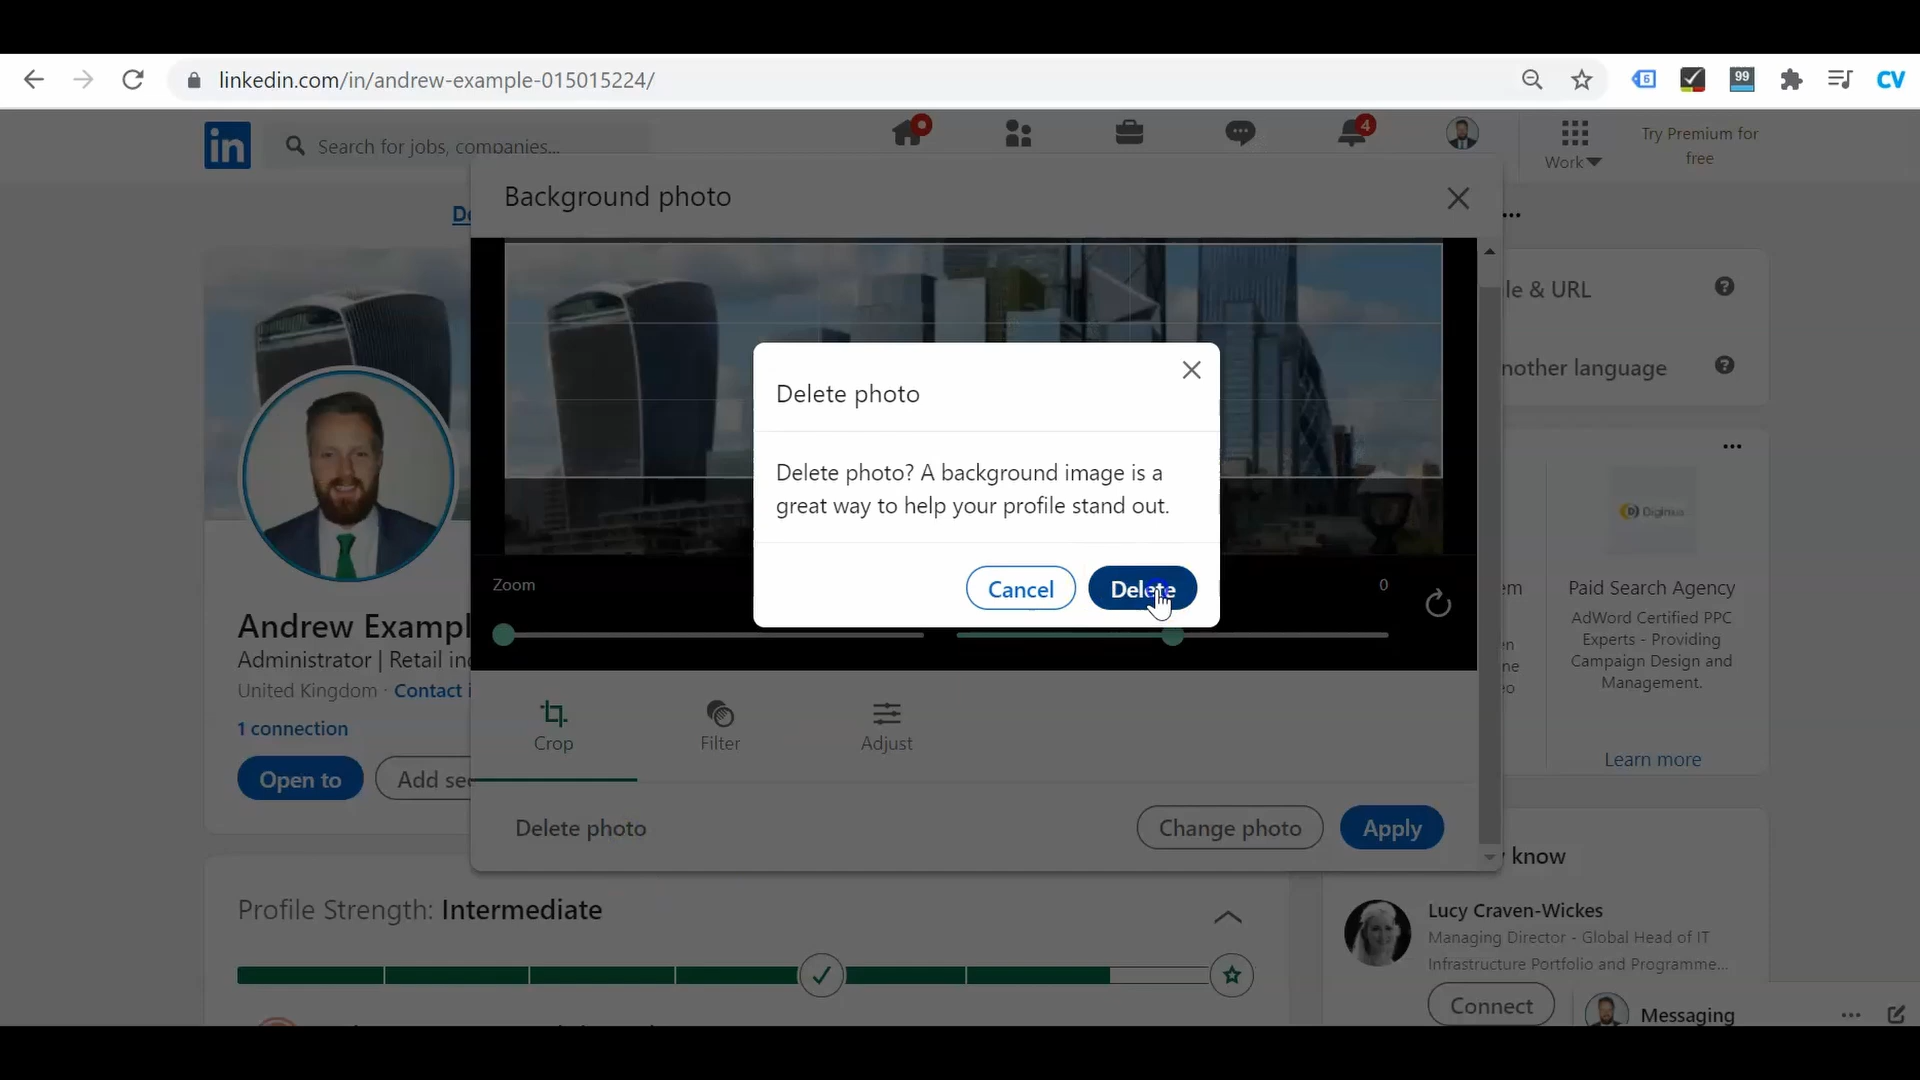 linkedin.com/in/andrew-example-015015224/
6
99
CV
in
Search for jobs, companies...
4
Work
Try Premium for
free
Background photo
le & URL
nother language
Delete photo
Delete photo? A background image is a
great way to help your profile stand out.
Cancel
Delete
Zoom
0
Andrew Exampl
Administrator | Retail in
United Kingdom · Contact i
1 connection
Open to
Add se
Crop
Filter
Adjust
Delete photo
Change photo
Apply
Paid Search Agency
AdWord Certified PPC
Experts - Providing
Campaign Design and
Management.
Learn more
know
Profile Strength: Intermediate
Lucy Craven-Wickes
Managing Director - Global Head of IT
Infrastructure Portfolio and Programme...
Connect
Messaging